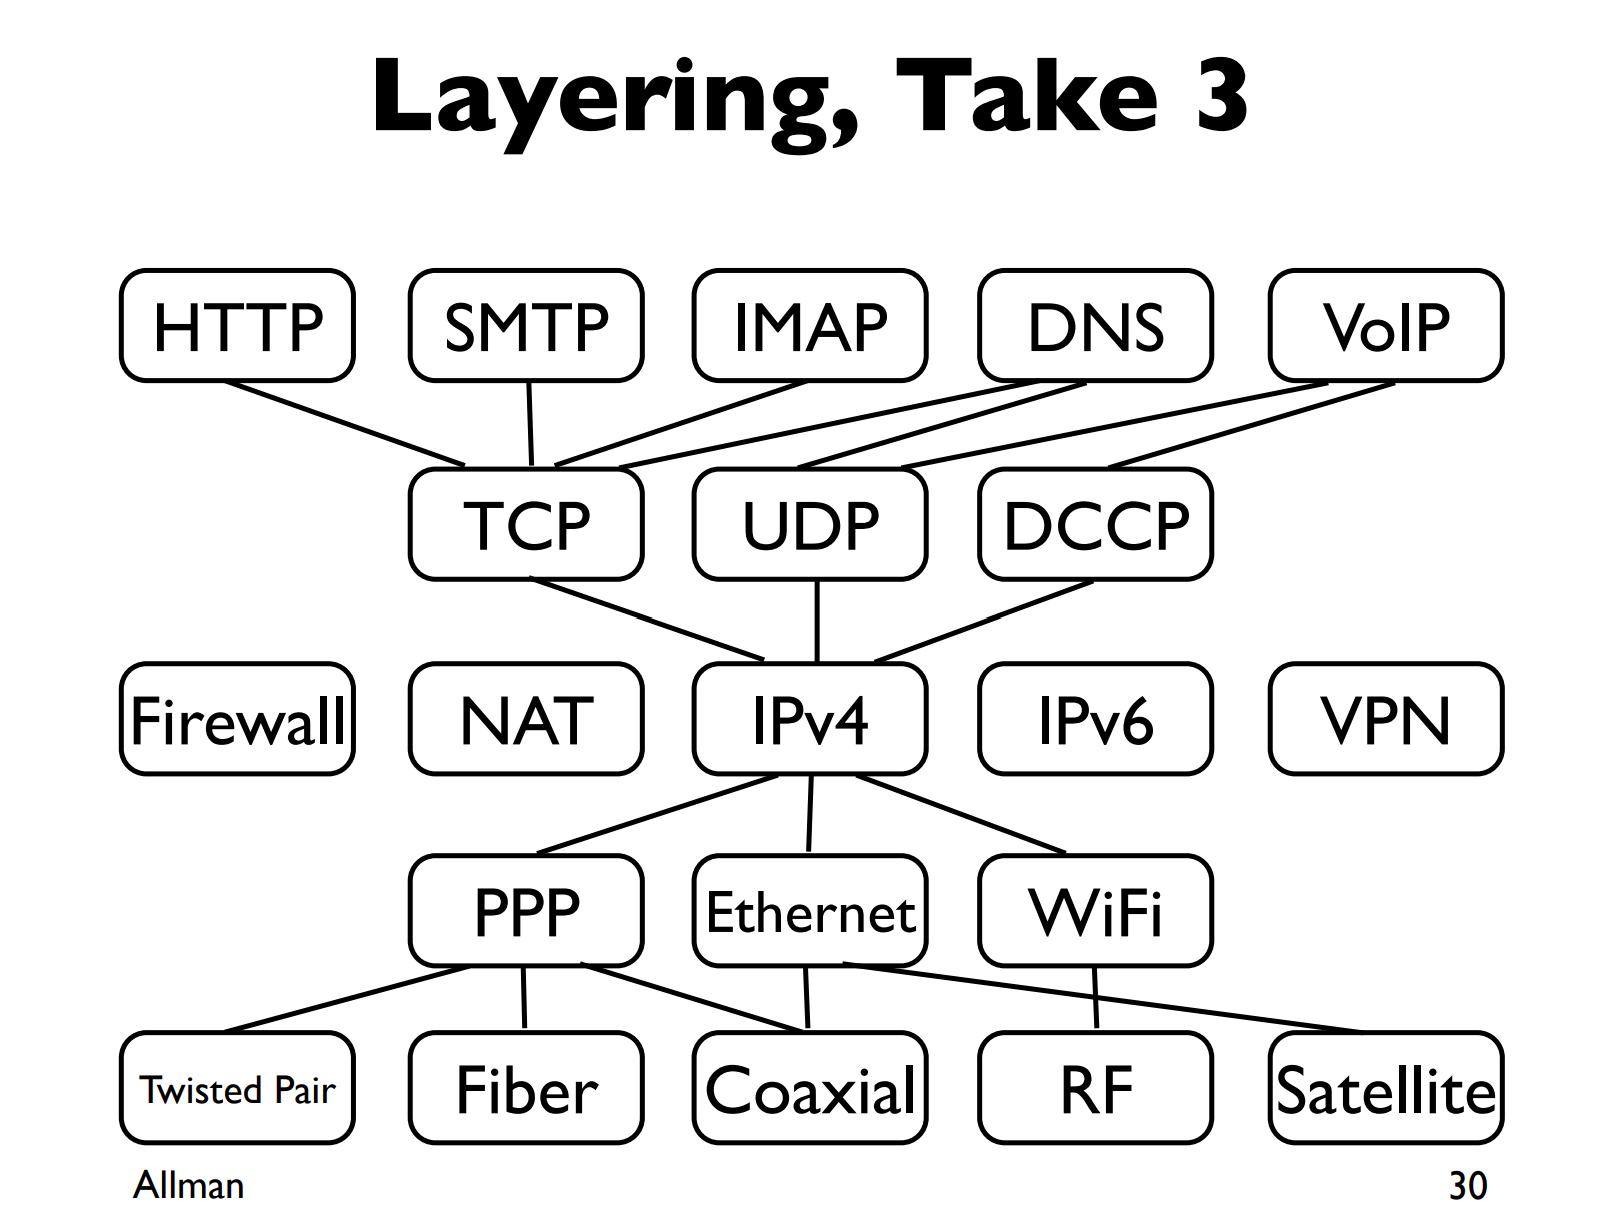 Layering, Take 3
HTTP
SMTP
IMAP
DNS
VoIP
TCP
UDP
DCCP
Firewall
NAT
IPv4
IPv6
VPN
PPP
Ethernet
WiFi
Twisted Pair
Fiber
Coaxial
RF
Satellite
Allman
30